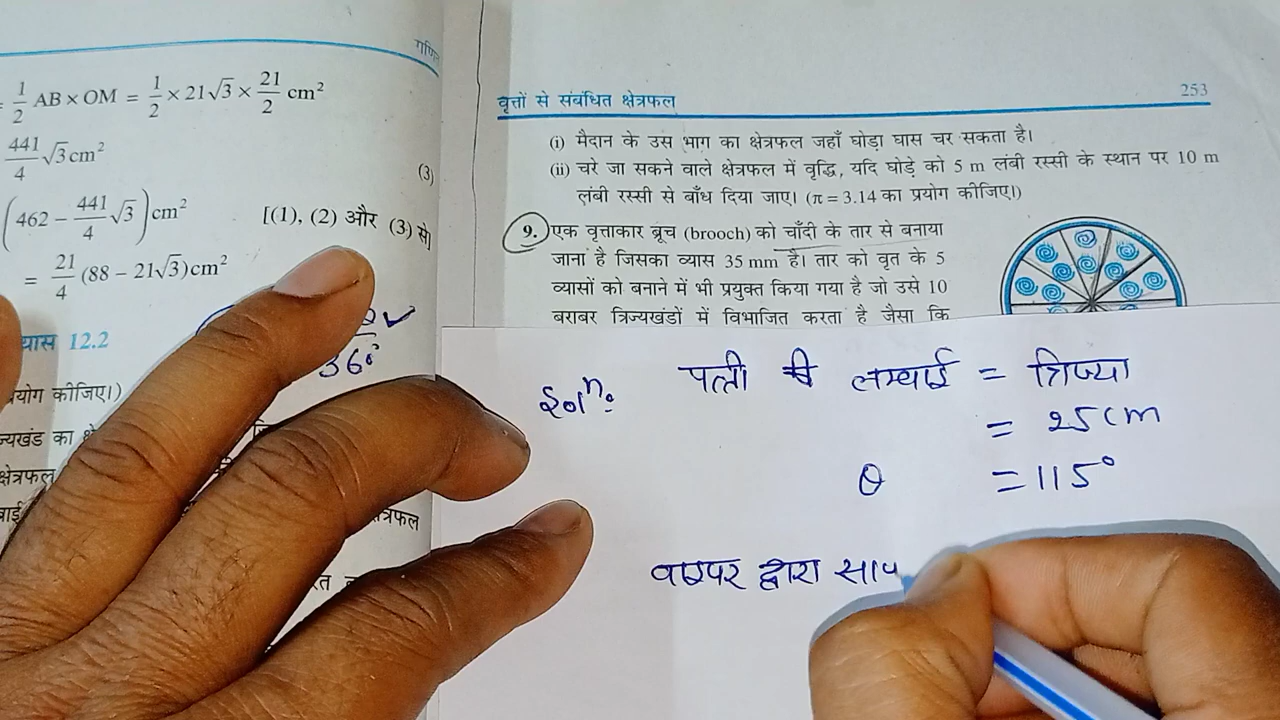 गणि
= 1/2 AB × OM = 1/2 × 21√3 × 21/2 cm²
441/4 √3 cm²
(3)
(462 – 441/4 √3) cm²
[(1), (2) और (3) से]
= 21/4 (88 – 21√3) cm²
यास 12.2
360°
योग कीजिए।)
ज्यखंड का
क्षेत्रफल
वृत्तों से संबंधित क्षेत्रफल
253
(i) मैदान के उस भाग का क्षेत्रफल जहाँ घोड़ा घास चर सकता है।
(ii) चरे जा सकने वाले क्षेत्रफल में वृद्धि, यदि घोड़े को 5 m लंबी रस्सी के स्थान पर 10 m
लंबी रस्सी से बाँध दिया जाए। (π = 3.14 का प्रयोग कीजिए।)
9. एक वृत्ताकार ब्रूच (brooch) को चाँदी के तार से बनाया
जाना है जिसका व्यास 35 mm है। तार को वृत के 5
व्यासों को बनाने में भी प्रयुक्त किया गया है जो उसे 10
बराबर त्रिज्यखंडों में विभाजित करता है जैसा कि
Solⁿ. पत्ती की लम्बाई = त्रिज्या
= 25 cm
θ = 115°
वाइपर द्वारा साप